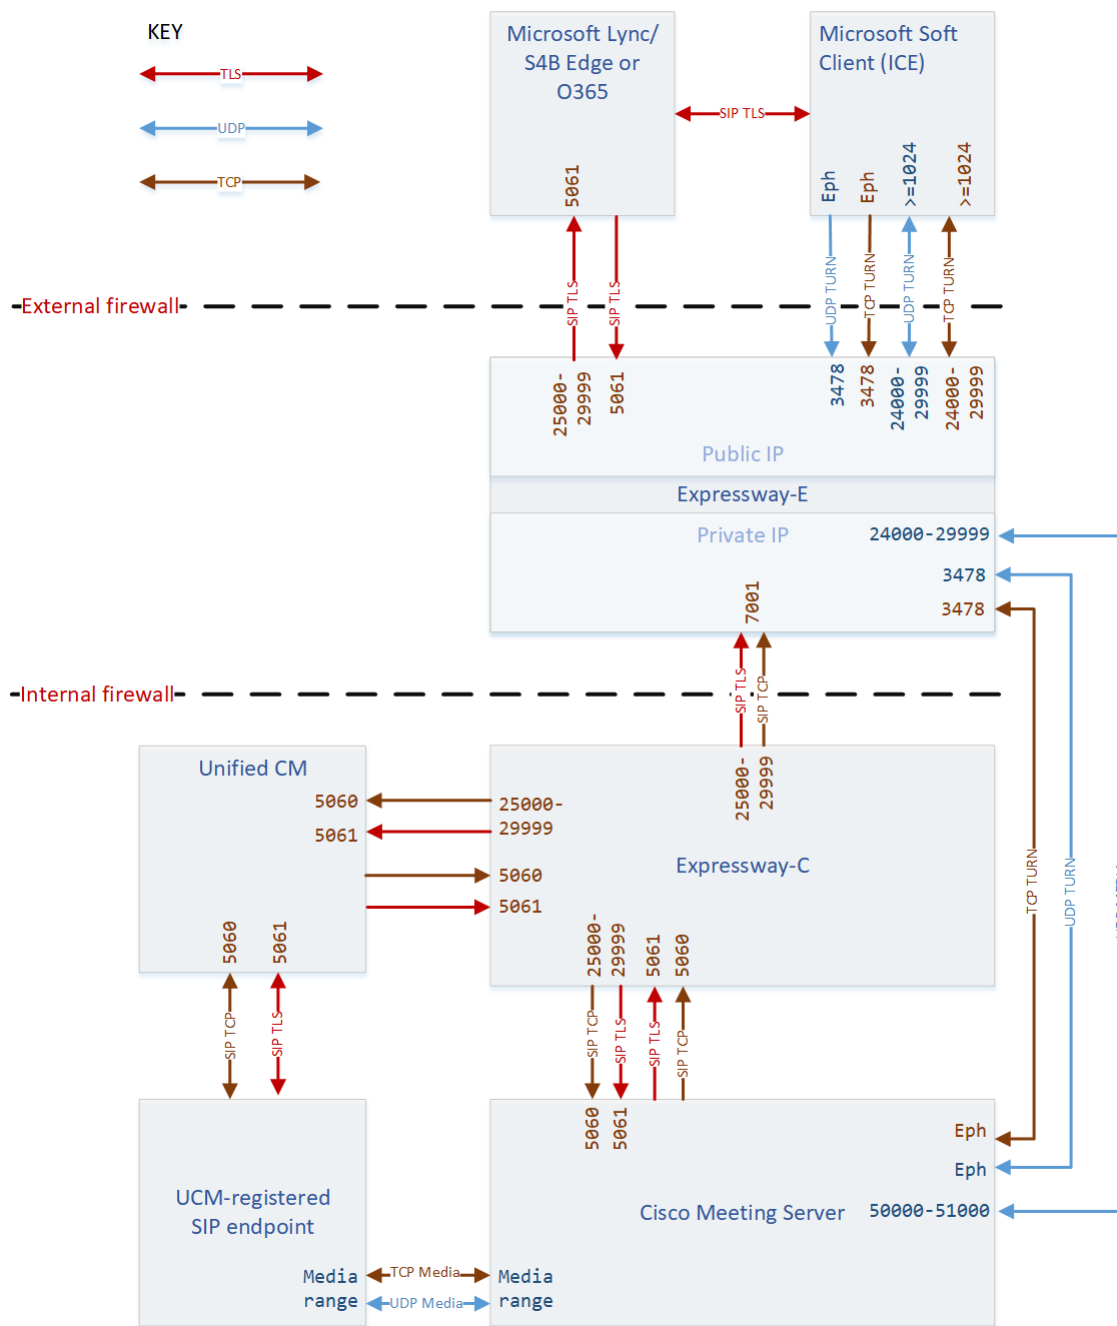 KEY
TLS
UDP
TCP
Microsoft Lync/
S4B Edge or
O365
5061
SIP TLS
Microsoft Soft
Client (ICE)
Eph
Eph
>=1024
>=1024
SIP TLS
SIP TLS
UDP TURN
TCP TURN
UDP TURN
TCP TURN
External firewall
25000-
29999
5061
3478
3478
24000-
29999
24000-
29999
Public IP
Expressway-E
Private IP
24000-29999
3478
3478
7001
SIP TLS
SIP TCP
Internal firewall
Unified CM
5060
5061
5060
5061
25000-
29999
5060
5061
25000-
29999
Expressway-C
25000-
29999
5061
5060
TCP TURN
UDP TURN
SIP TCP
SIP TLS
SIP TCP
SIP TLS
SIP TLS
SIP TCP
5060
5061
UCM-registered
SIP endpoint
Media
range
TCP Media
UDP Media
Eph
Eph
Cisco Meeting Server
50000-51000
Media
range